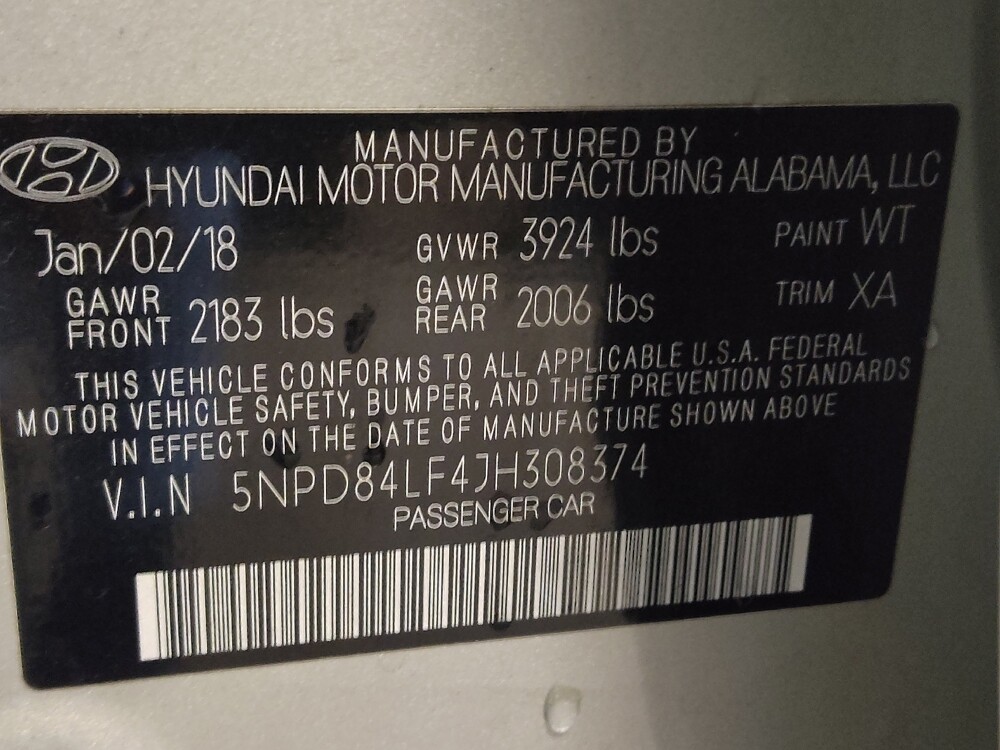 MANUFACTURED BY
HYUNDAI MOTOR MANUFACTURING ALABAMA, LLC
Jan/02/18 GVWR 3924 lbs PAINT WT
GAWR FRONT 2183 lbs GAWR REAR 2006 lbs TRIM XA
THIS VEHICLE CONFORMS TO ALL APPLICABLE U.S.A. FEDERAL
MOTOR VEHICLE SAFETY, BUMPER, AND THEFT PREVENTION STANDARDS
IN EFFECT ON THE DATE OF MANUFACTURE SHOWN ABOVE
V.I.N 5NPD84LF4JH308374
PASSENGER CAR